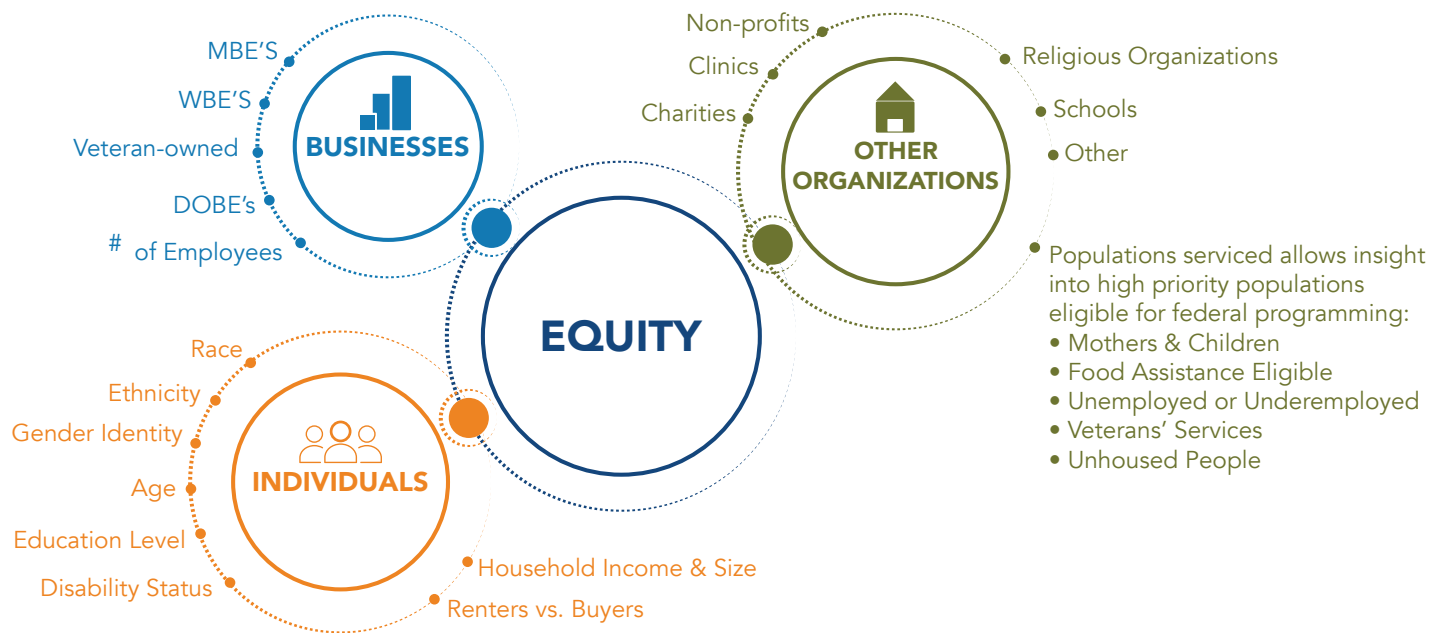 MBE’S
WBE’S
Veteran-owned
DOBE’s
# of Employees
BUSINESSES
Non-profits
Clinics
Charities
OTHER
ORGANIZATIONS
Religious Organizations
Schools
Other
Populations serviced allows insight
into high priority populations
eligible for federal programming:
• Mothers & Children
• Food Assistance Eligible
• Unemployed or Underemployed
• Veterans’ Services
• Unhoused People
EQUITY
Race
Ethnicity
Gender Identity
Age
Education Level
Disability Status
INDIVIDUALS
Household Income & Size
Renters vs. Buyers